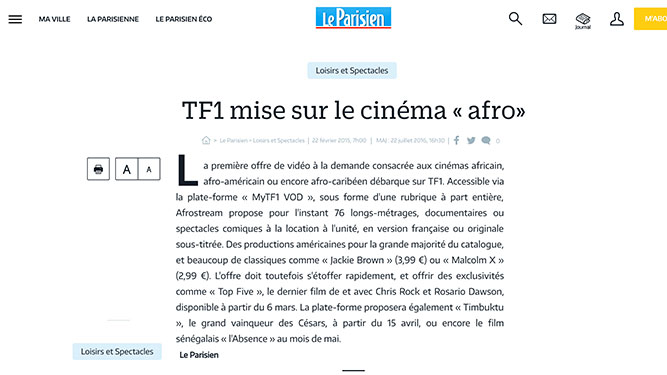 MA VILLE LA PARISIENNE LE PARISIEN ÉCO Le Parisien Journal M'ABO
Loisirs et Spectacles
TF1 mise sur le cinéma « afro»
> Le Parisien > Loisirs et Spectacles | 22 février 2015, 7h00 | MAJ : 22 juillet 2015, 16h30 | 0
A A
La première offre de vidéo à la demande consacrée aux cinémas africain,
afro-américain ou encore afro-caribéen débarque sur TF1. Accessible via
la plate-forme « MyTF1 VOD », sous forme d'une rubrique à part entière,
Afrostream propose pour l'instant 76 longs-métrages, documentaires ou
spectacles comiques à la location à l'unité, en version française ou originale
sous-titrée. Des productions américaines pour la grande majorité du catalogue,
et beaucoup de classiques comme « Jackie Brown » (3,99 €) ou « Malcolm X »
(2,99 €). L'offre doit toutefois s'étoffer rapidement, et offrir des exclusivités
comme « Top Five », le dernier film de et avec Chris Rock et Rosario Dawson,
disponible à partir du 6 mars. La plate-forme proposera également « Timbuktu
», le grand vainqueur des Césars, à partir du 15 avril, ou encore le film
sénégalais « l'Absence » au mois de mai.
Loisirs et Spectacles
Le Parisien